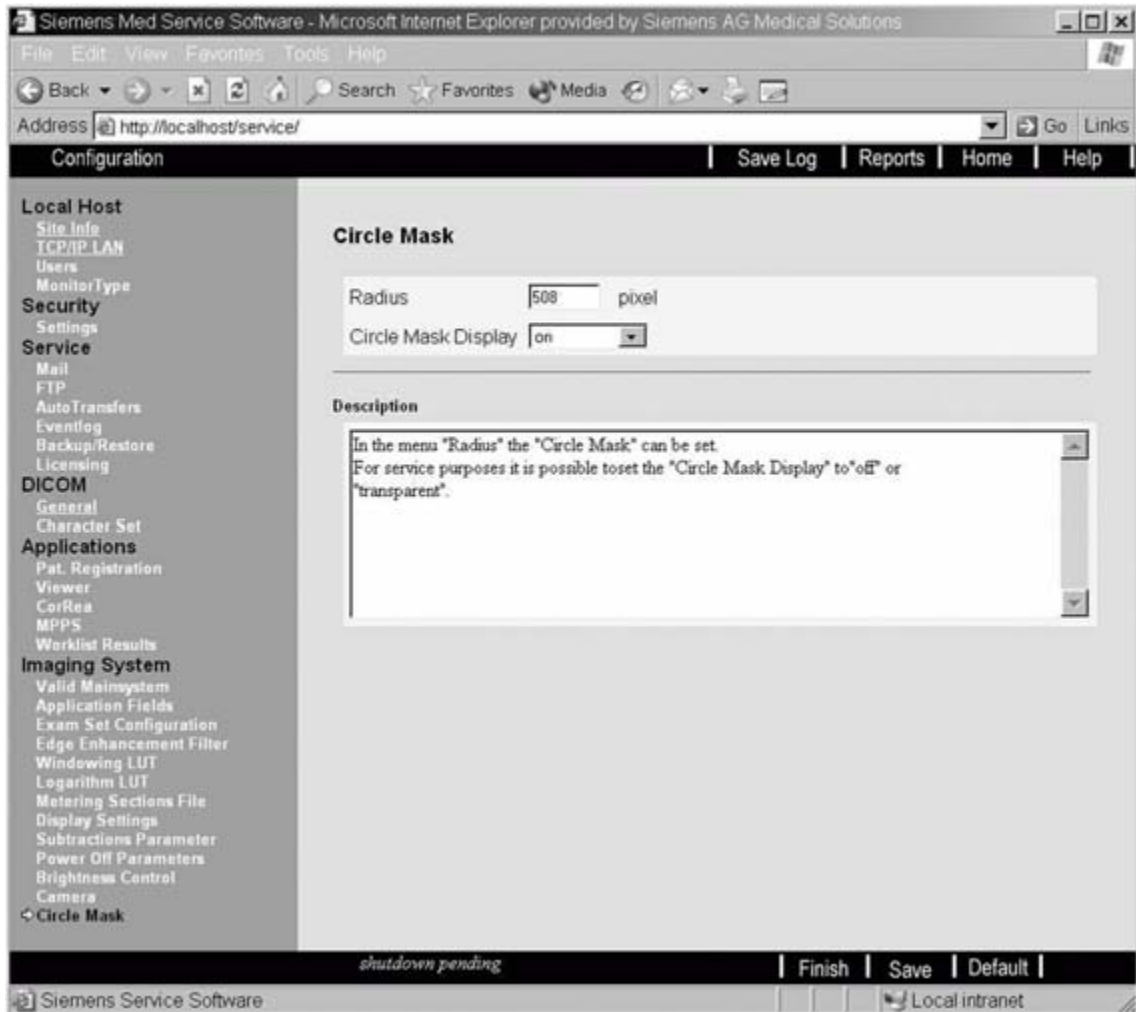 Siemens Med Service Software - Microsoft Internet Explorer provided by Siemens AG Medical Solutions
File Edit View Favorites Tools Help
Back Search Favorites Media
Address http://localhost/service/ Go Links
Configuration Save Log Reports Home Help
Local Host
Site Info
TCP/IP LAN
Users
MonitorType
Security
Settings
Service
Mail
FTP
AutoTransfers
Eventlog
Backup/Restore
Licensing
DICOM
General
Character Set
Applications
Pat. Registration
Viewer
CorRea
MPPS
Worklist Results
Imaging System
Valid Mainsystem
Application Fields
Exam Set Configuration
Edge Enhancement Filter
Windowing LUT
Logarithm LUT
Metering Sections File
Display Settings
Subtractions Parameter
Power Off Parameters
Brightness Control
Camera
Circle Mask
Circle Mask
Radius 508 pixel
Circle Mask Display on
Description
In the menu "Radius" the "Circle Mask" can be set.
For service purposes it is possible toset the "Circle Mask Display" to"off" or
"transparent".
shutdown pending Finish Save Default
Siemens Service Software Local intranet